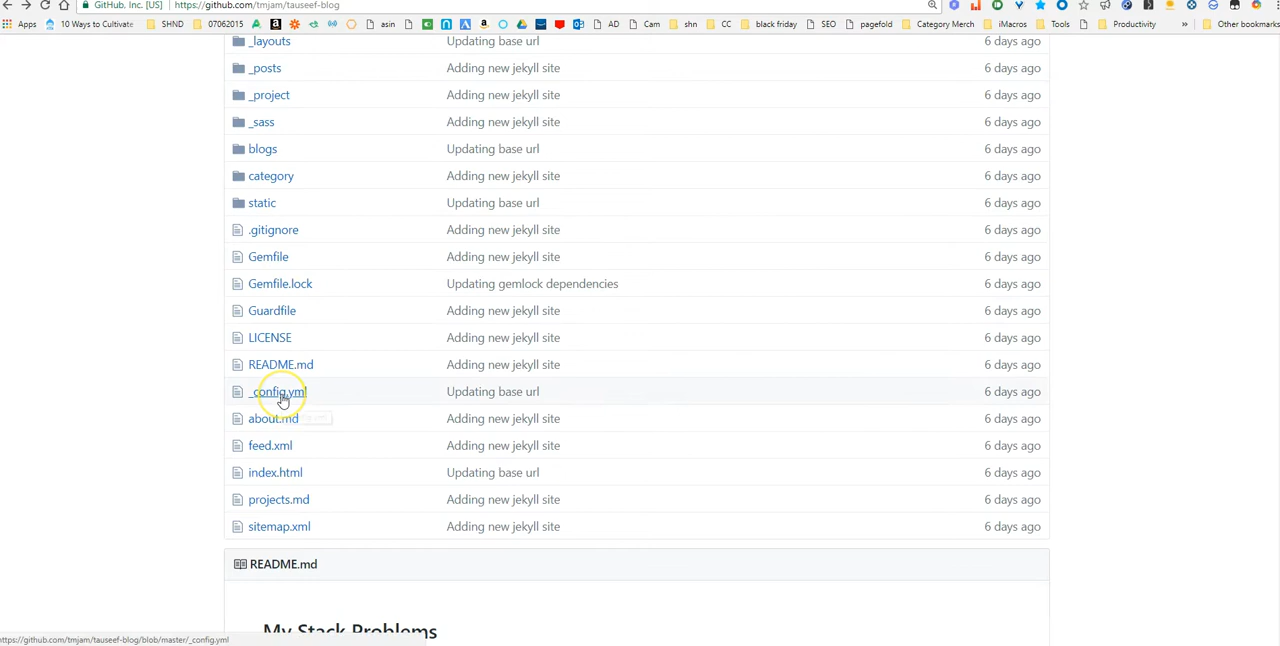 GitHub, Inc. [US] https://github.com/tmjam/tauseef-blog
Apps 10 Ways to Cultivate SHND 07062015 asin AD Cam shn CC black friday SEO pagefold Category Merch iMacros Tools Productivity » Other bookmarks
_layouts Updating base url 6 days ago
_posts Adding new jekyll site 6 days ago
_project Adding new jekyll site 6 days ago
_sass Adding new jekyll site 6 days ago
blogs Updating base url 6 days ago
category Adding new jekyll site 6 days ago
static Updating base url 6 days ago
.gitignore Adding new jekyll site 6 days ago
Gemfile Adding new jekyll site 6 days ago
Gemfile.lock Updating gemlock dependencies 6 days ago
Guardfile Adding new jekyll site 6 days ago
LICENSE Adding new jekyll site 6 days ago
README.md Adding new jekyll site 6 days ago
_config.yml Updating base url 6 days ago
about.md Adding new jekyll site 6 days ago
feed.xml Adding new jekyll site 6 days ago
index.html Updating base url 6 days ago
projects.md Adding new jekyll site 6 days ago
sitemap.xml Adding new jekyll site 6 days ago
README.md
My Stack Problems
https://github.com/tmjam/tauseef-blog/blob/master/_config.yml